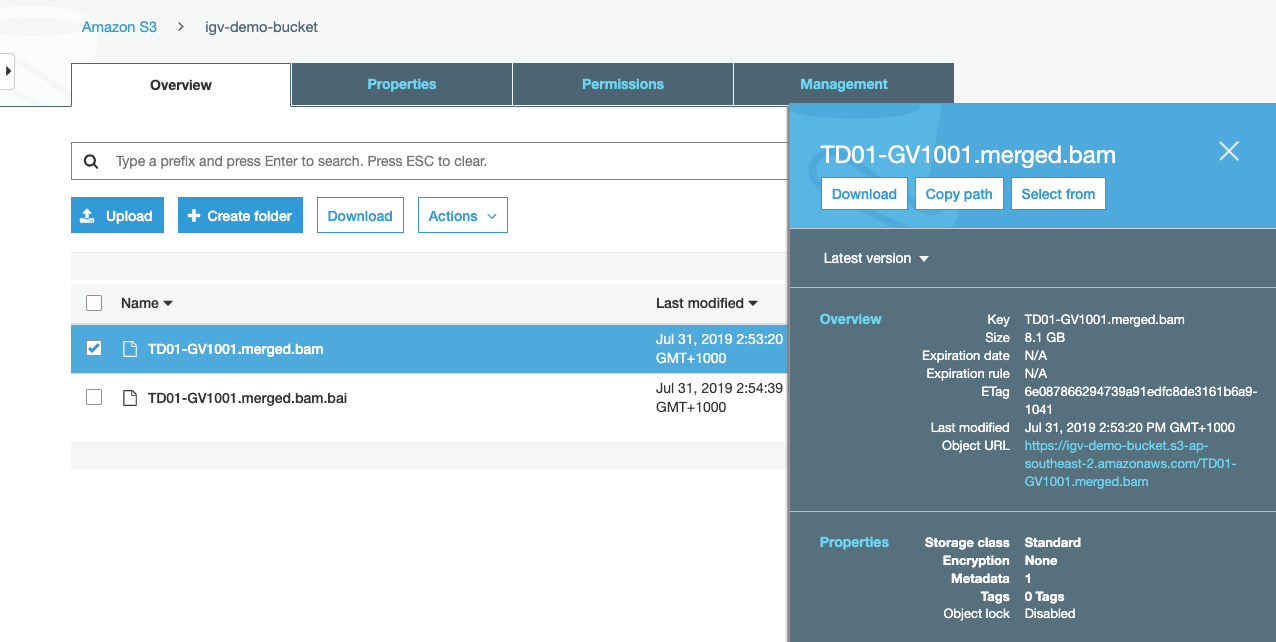 Amazon S3 > igv-demo-bucket
Overview
Properties
Permissions
Management
Type a prefix and press Enter to search. Press ESC to clear.
Upload
Create folder
Download
Actions
Name
Last modified
TD01-GV1001.merged.bam
Jul 31, 2019 2:53:20
GMT+1000
TD01-GV1001.merged.bam.bai
Jul 31, 2019 2:54:39
GMT+1000
TD01-GV1001.merged.bam
Download
Copy path
Select from
Latest version
Overview
Key TD01-GV1001.merged.bam
Size 8.1 GB
Expiration date N/A
Expiration rule N/A
ETag 6e087866294739a91edfc8de3161b6a9-
1041
Last modified Jul 31, 2019 2:53:20 PM GMT+1000
Object URL https://igv-demo-bucket.s3-ap-
southeast-2.amazonaws.com/TD01-
GV1001.merged.bam
Properties
Storage class Standard
Encryption None
Metadata 1
Tags 0 Tags
Object lock Disabled